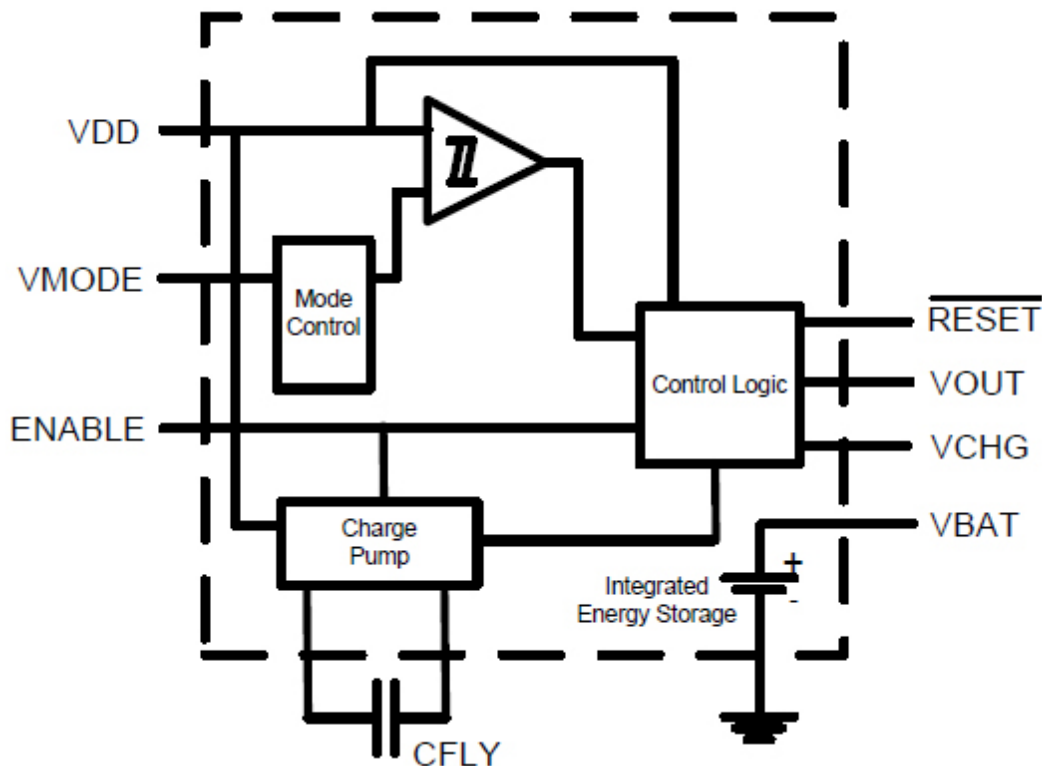 VDD
VMODE
Mode
Control
RESET
Control Logic
VOUT
ENABLE
VCHG
Charge
Pump
VBAT
+
Integrated
Energy Storage
-
CFLY